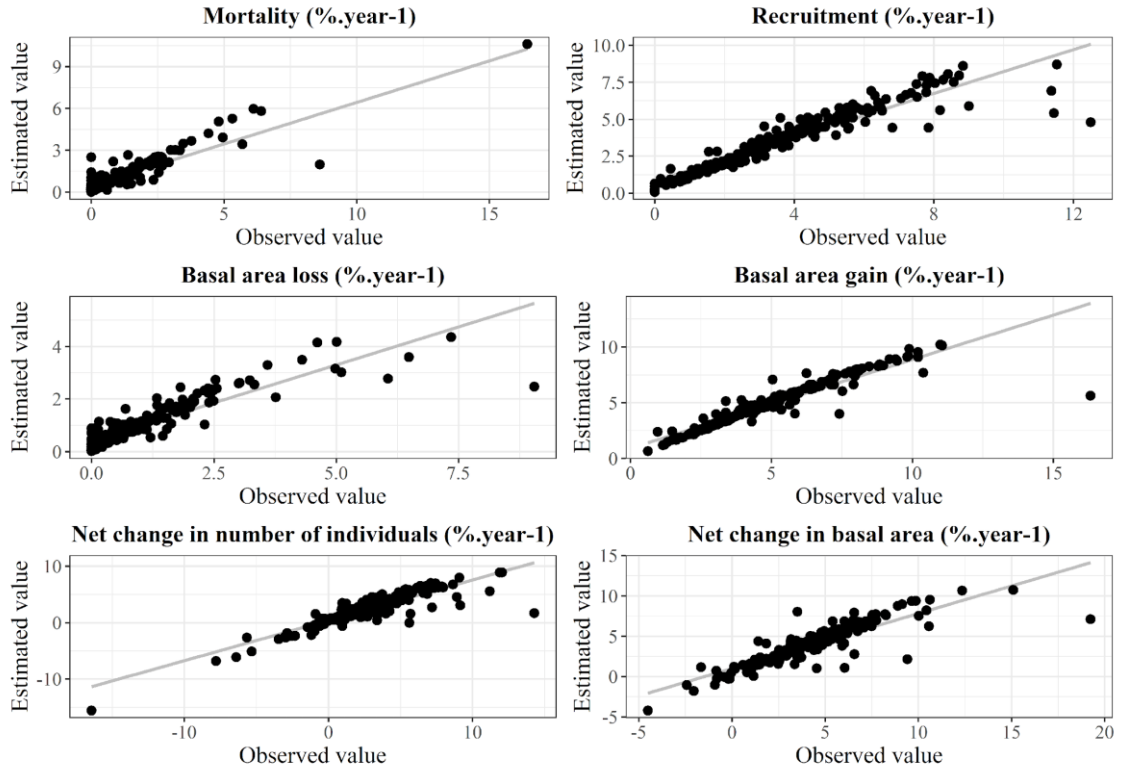 Mortality (%.year-1)
Estimated value
9
6
3
0
0
5
10
15
Observed value
Recruitment (%.year-1)
Estimated value
10.0
7.5
5.0
2.5
0.0
0
4
8
12
Observed value
Basal area loss (%.year-1)
Estimated value
4
2
0
0.0
2.5
5.0
7.5
Observed value
Basal area gain (%.year-1)
Estimated value
10
5
0
0
5
10
15
Observed value
Net change in number of individuals (%.year-1)
Estimated value
10
0
-10
-10
0
10
Observed value
Net change in basal area (%.year-1)
Estimated value
15
10
5
0
-5
-5
0
5
10
15
20
Observed value